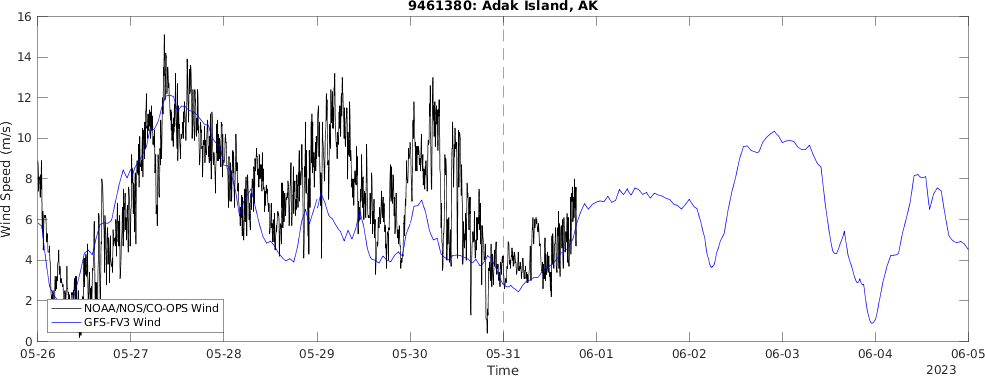 9461380: Adak Island, AK
16
14
12
10
8
6
4
2
0
Wind Speed (m/s)
NOAA/NOS/CO-OPS Wind
GFS-FV3 Wind
05-26 05-27 05-28 05-29 05-30 05-31 06-01 06-02 06-03 06-04 06-05
Time
2023